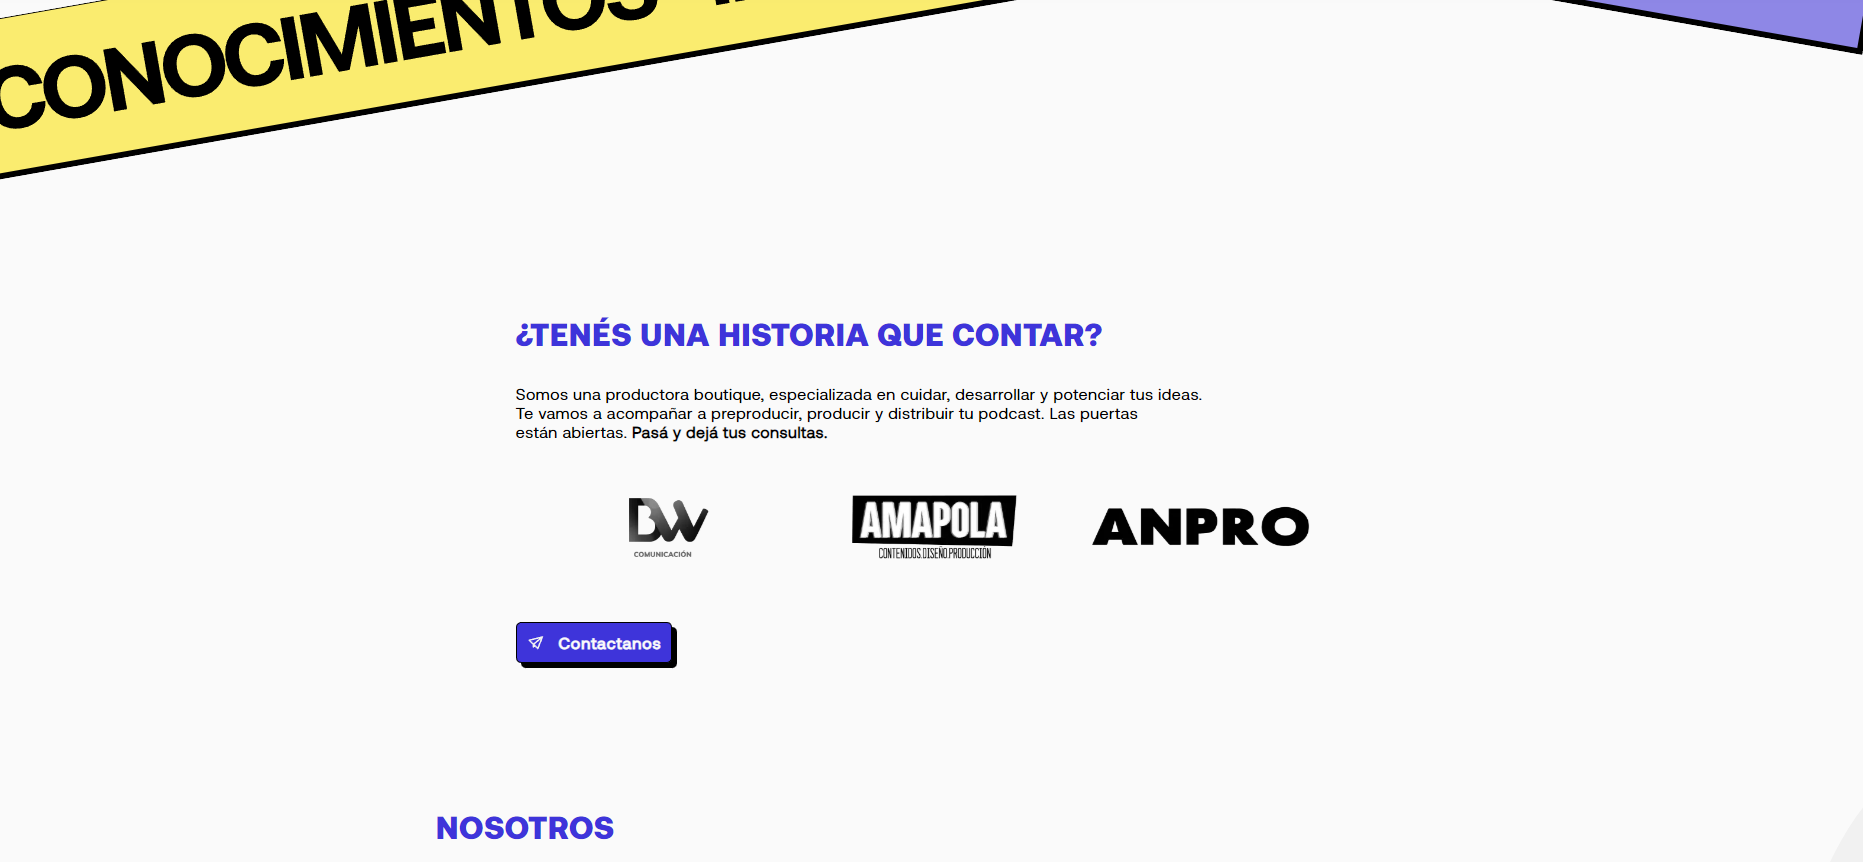 CONOCIMIENTOS
¿TENÉS UNA HISTORIA QUE CONTAR?
Somos una productora boutique, especializada en cuidar, desarrollar y potenciar tus ideas.
Te vamos a acompañar a preproducir, producir y distribuir tu podcast. Las puertas
están abiertas. Pasá y dejá tus consultas.
BW
COMUNICACIÓN
AMAPOLA
CONTENIDOS.DISEÑO.PRODUCCIÓN
ANPRO
Contactanos
NOSOTROS